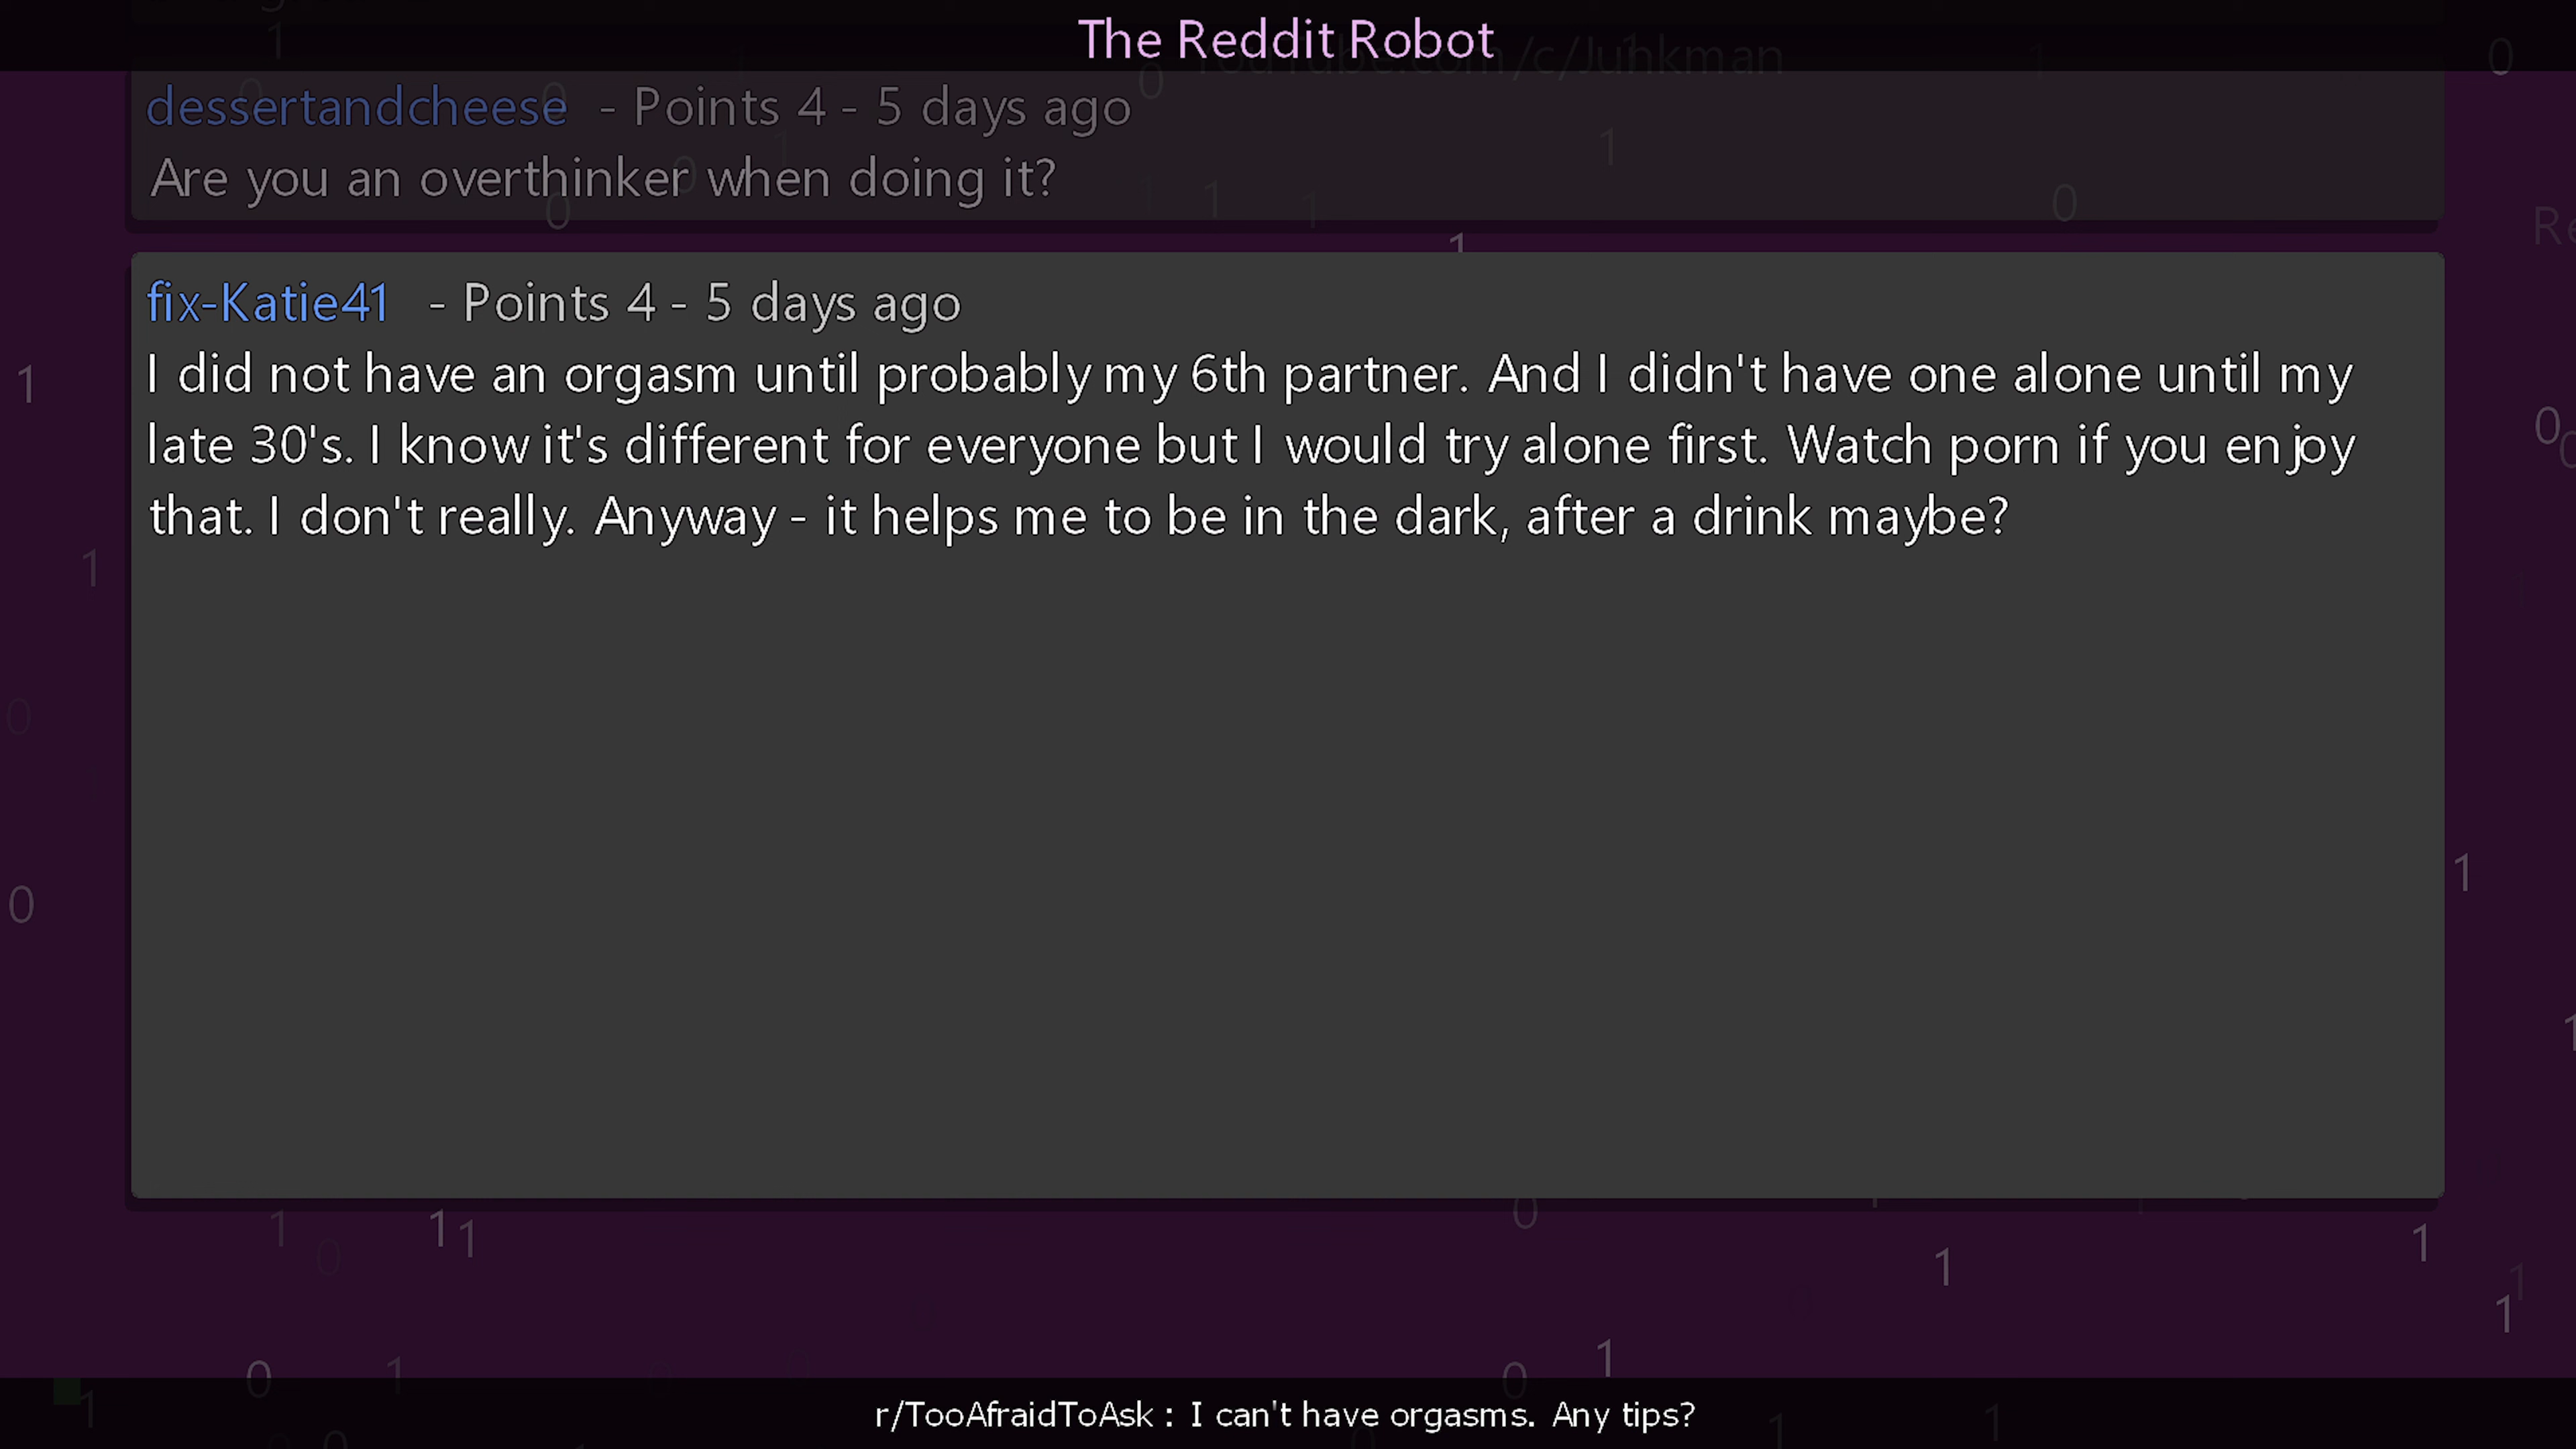 The Reddit Robot
YouTube.com/c/Junkman
dessertandcheese - Points 4 - 5 days ago
Are you an overthinker when doing it?
fix-Katie41 - Points 4 - 5 days ago
I did not have an orgasm until probably my 6th partner. And I didn't have one alone until my
late 30's. I know it's different for everyone but I would try alone first. Watch porn if you enjoy
that. I don't really. Anyway - it helps me to be in the dark, after a drink maybe?
r/TooAfraidToAsk : I can't have orgasms. Any tips?